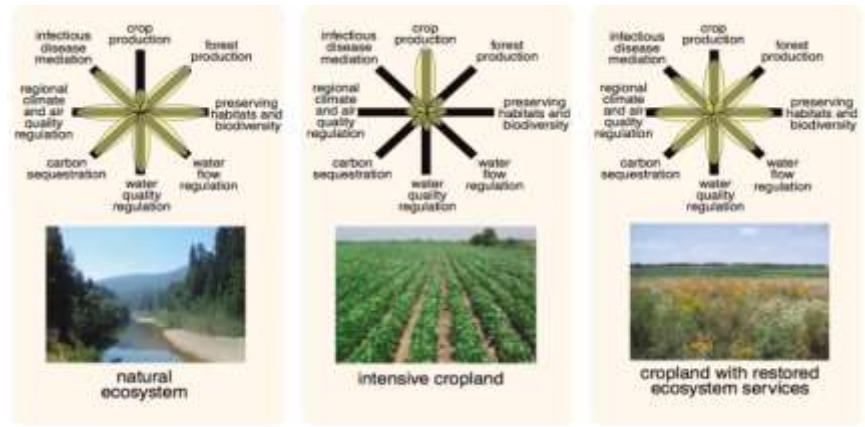 crop
production
infectious
disease
mediation
forest
production
regional
climate
and air
quality
regulation
preserving
habitats and
biodiversity
carbon
sequestration
water
flow
regulation
water
quality
regulation
natural
ecosystem
crop
production
infectious
disease
mediation
forest
production
regional
climate
and air
quality
regulation
preserving
habitats and
biodiversity
carbon
sequestration
water
flow
regulation
water
quality
regulation
intensive cropland
crop
production
infectious
disease
mediation
forest
production
regional
climate
and air
quality
regulation
preserving
habitats and
biodiversity
carbon
sequestration
water
flow
regulation
water
quality
regulation
cropland with restored
ecosystem services